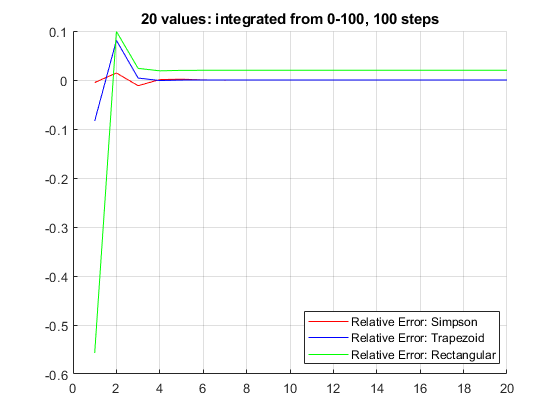 20 values: integrated from 0-100, 100 steps
0.1
0
-0.1
-0.2
-0.3
-0.4
-0.5
-0.6
Relative Error: Simpson
Relative Error: Trapezoid
Relative Error: Rectangular
0 2 4 6 8 10 12 14 16 18 20